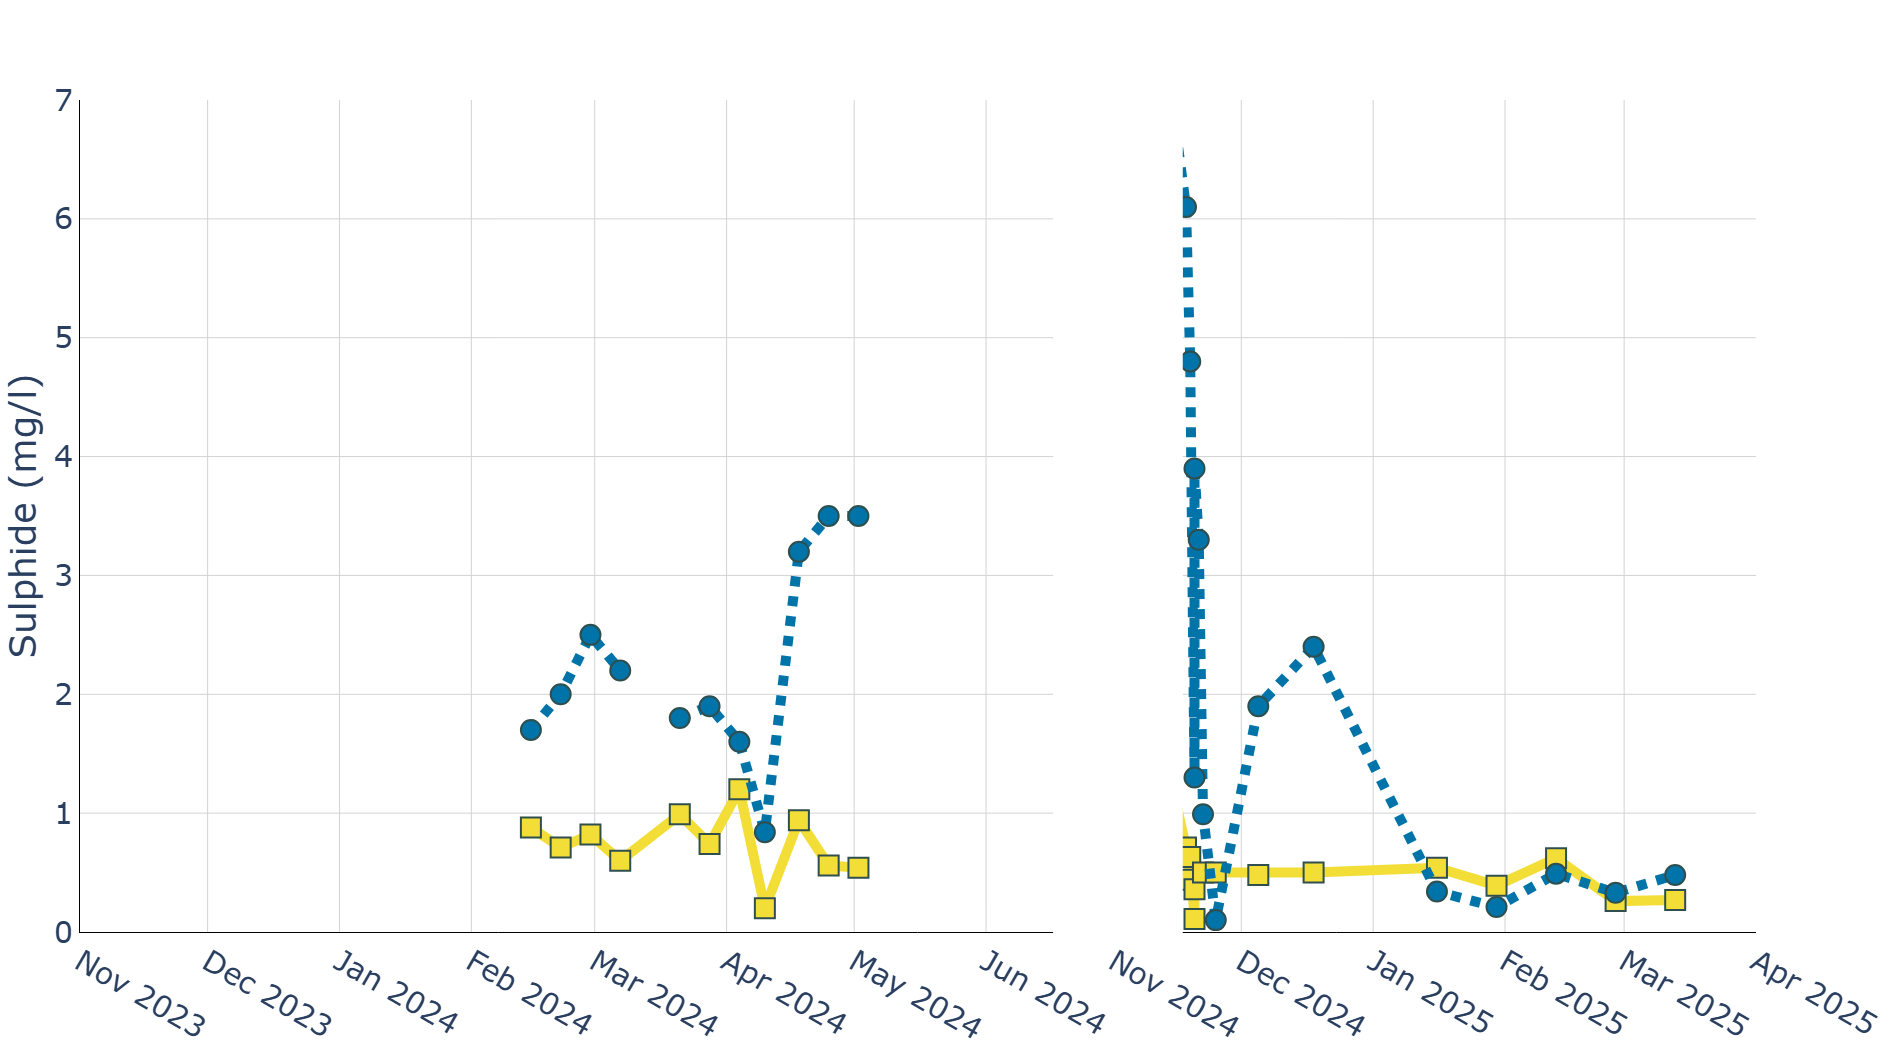 7
6
5
4
3
2
1
0
Sulphide (mg/l)
Nov 2023
Dec 2023
Jan 2024
Feb 2024
Mar 2024
Apr 2024
May 2024
Jun 2024
Nov 2024
Dec 2024
Jan 2025
Feb 2025
Mar 2025
Apr 2025